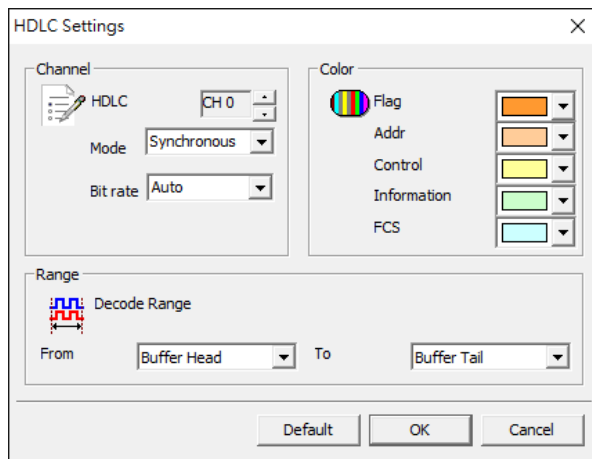 HDLC Settings
Channel
HDLC
CH 0
Mode
Synchronous
Bit rate
Auto
Color
Flag
Addr
Control
Information
FCS
Range
Decode Range
From
Buffer Head
To
Buffer Tail
Default
OK
Cancel